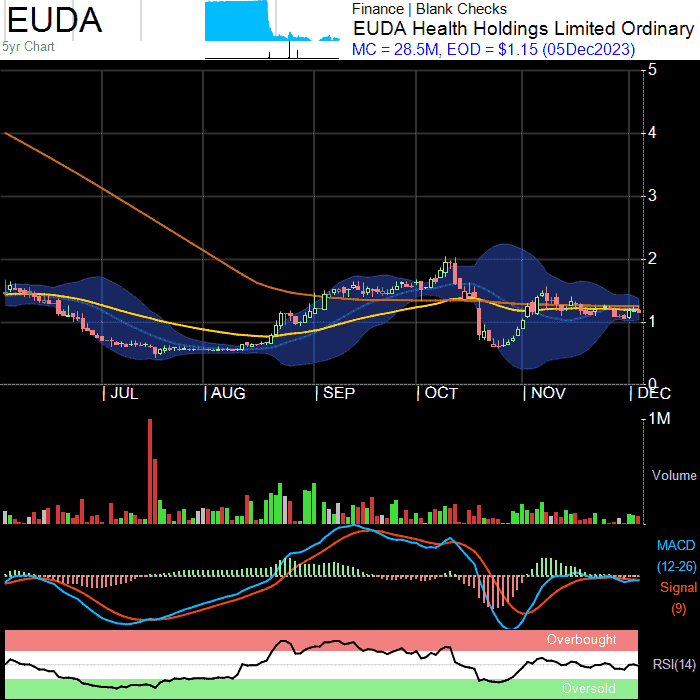 EUDA
5yr Chart
Finance | Blank Checks
EUDA Health Holdings Limited Ordinary
MC = 28.5M, EOD = $1.15 (05Dec2023)
5
4
3
2
1
0
JUL
AUG
SEP
OCT
NOV
DEC
1M
Volume
MACD
(12-26)
Signal
(9)
Overbought
RSI(14)
Oversold